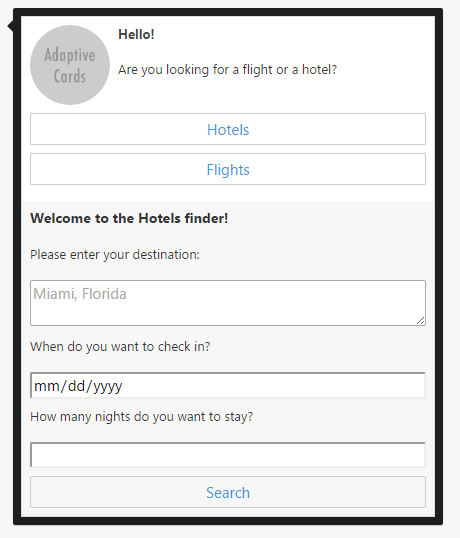 Adaptive
Cards
Hello!
Are you looking for a flight or a hotel?
Hotels
Flights
Welcome to the Hotels finder!
Please enter your destination:
Miami, Florida
When do you want to check in?
mm/dd/yyyy
How many nights do you want to stay?
Search